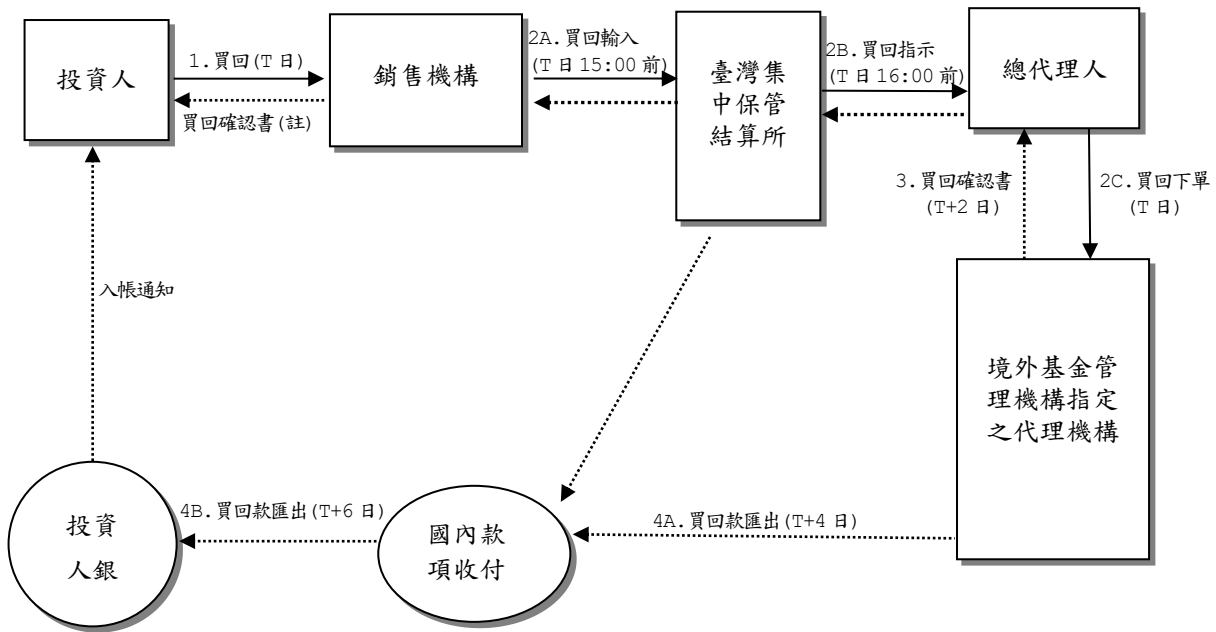 投資人
1.買回(T日)
買回確認書(註)
銷售機構
2A.買回輸入
(T日15:00前)
臺灣集
中保管
結算所
2B.買回指示
(T日16:00前)
總代理人
3.買回確認書
(T+2日)
2C.買回下單
(T日)
入帳通知
境外基金管
理機構指定
之代理機構
投資
人銀
4B.買回款匯出(T+6日)
國內款
項收付
4A.買回款匯出(T+4日)